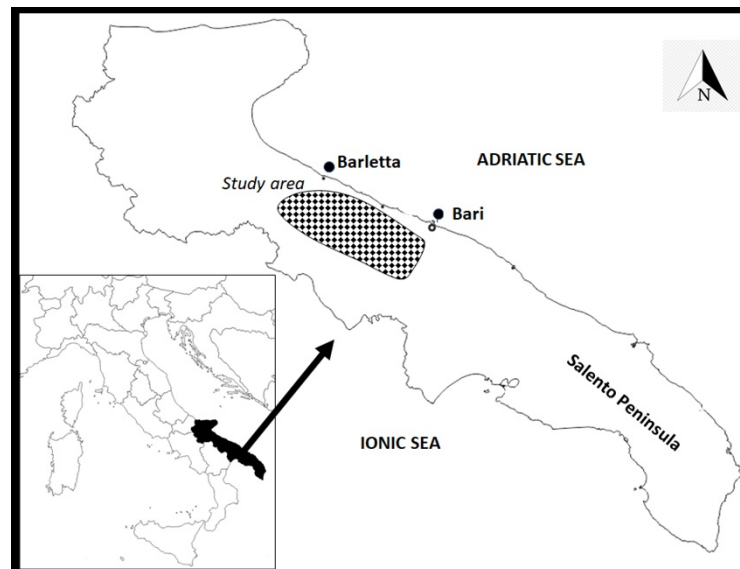 N
Barletta
ADRIATIC SEA
Study area
Bari
Salento Peninsula
IONIC SEA